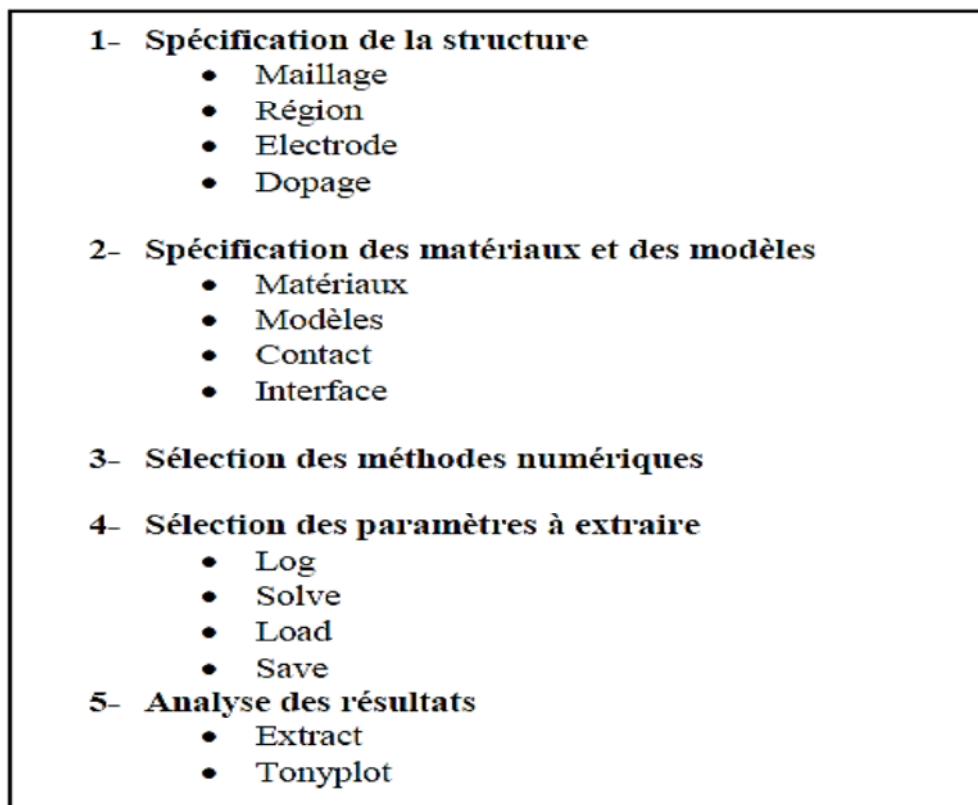 1- Spécification de la structure
• Maillage
• Région
• Electrode
• Dopage
2- Spécification des matériaux et des modèles
• Matériaux
• Modèles
• Contact
• Interface
3- Sélection des méthodes numériques
4- Sélection des paramètres à extraire
• Log
• Solve
• Load
• Save
5- Analyse des résultats
• Extract
• Tonyplot